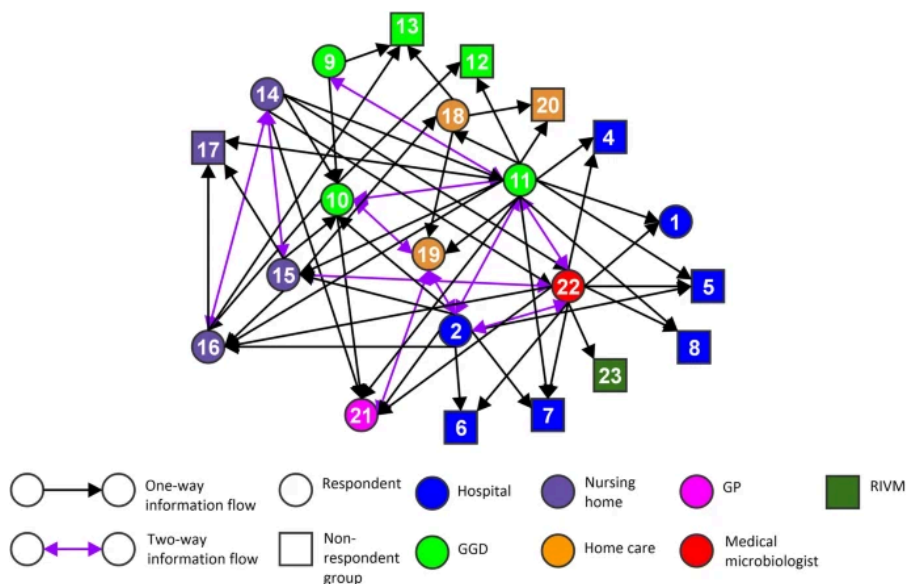 13
9
12
14
18
20
4
17
11
10
1
19
15
22
5
2
16
8
23
21
6
7
One-way
information flow
Respondent
Hospital
Nursing
home
GP
RIVM
Two-way
information flow
Non-
respondent
group
GGD
Home care
Medical
microbiologist